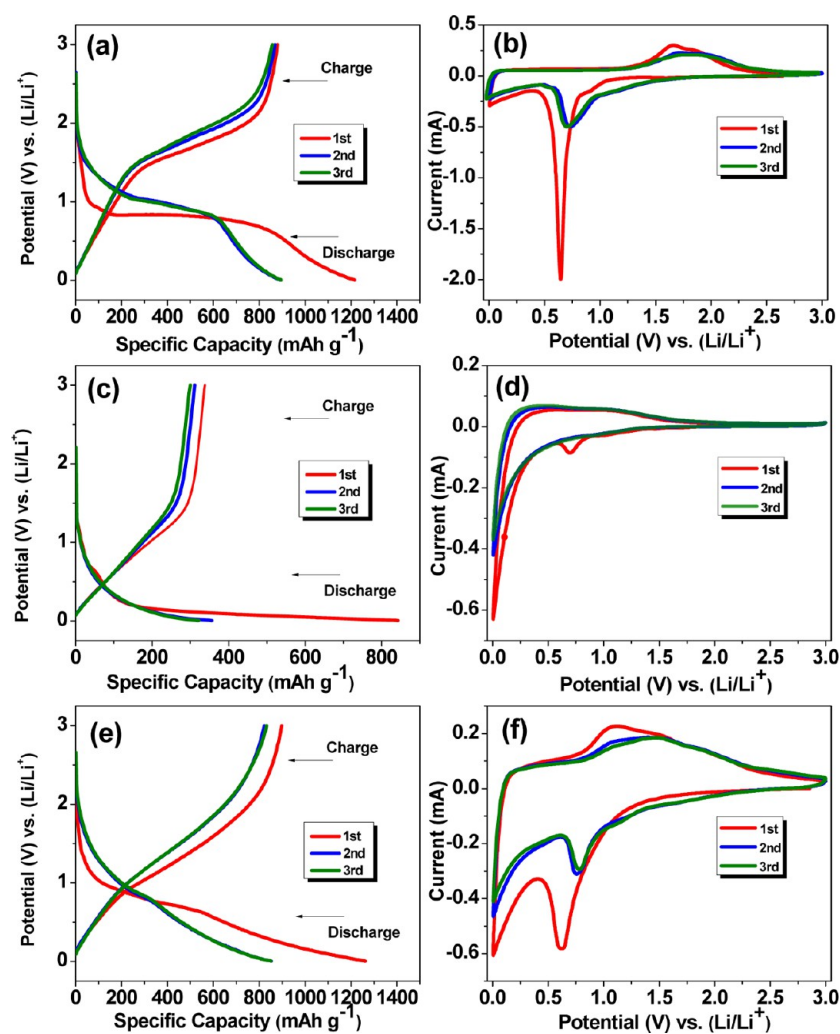 (a)
Charge
1st
2nd
3rd
Discharge
3
2
1
0
0 200 400 600 800 1000 1200 1400
Potential (V) vs. (Li/Li⁺)
Specific Capacity (mAh g⁻¹)
(b)
1st
2nd
3rd
0.5
0.0
-0.5
-1.0
-1.5
-2.0
0.0 0.5 1.0 1.5 2.0 2.5 3.0
Current (mA)
Potential (V) vs. (Li/Li⁺)
(c)
Charge
1st
2nd
3rd
Discharge
3
2
1
0
0 200 400 600 800
Potential (V) vs. (Li/Li⁺)
Specific Capacity (mAh g⁻¹)
(d)
1st
2nd
3rd
0.2
0.0
-0.2
-0.4
-0.6
0.0 0.5 1.0 1.5 2.0 2.5 3.0
Current (mA)
Potential (V) vs. (Li/Li⁺)
(e)
Charge
1st
2nd
3rd
Discharge
3
2
1
0
0 200 400 600 800 1000 1200 1400
Potential (V) vs. (Li/Li⁺)
Specific Capacity (mAh g⁻¹)
(f)
1st
2nd
3rd
0.2
0.0
-0.2
-0.4
-0.6
0.0 0.5 1.0 1.5 2.0 2.5 3.0
Current (mA)
Potential (V) vs. (Li/Li⁺)